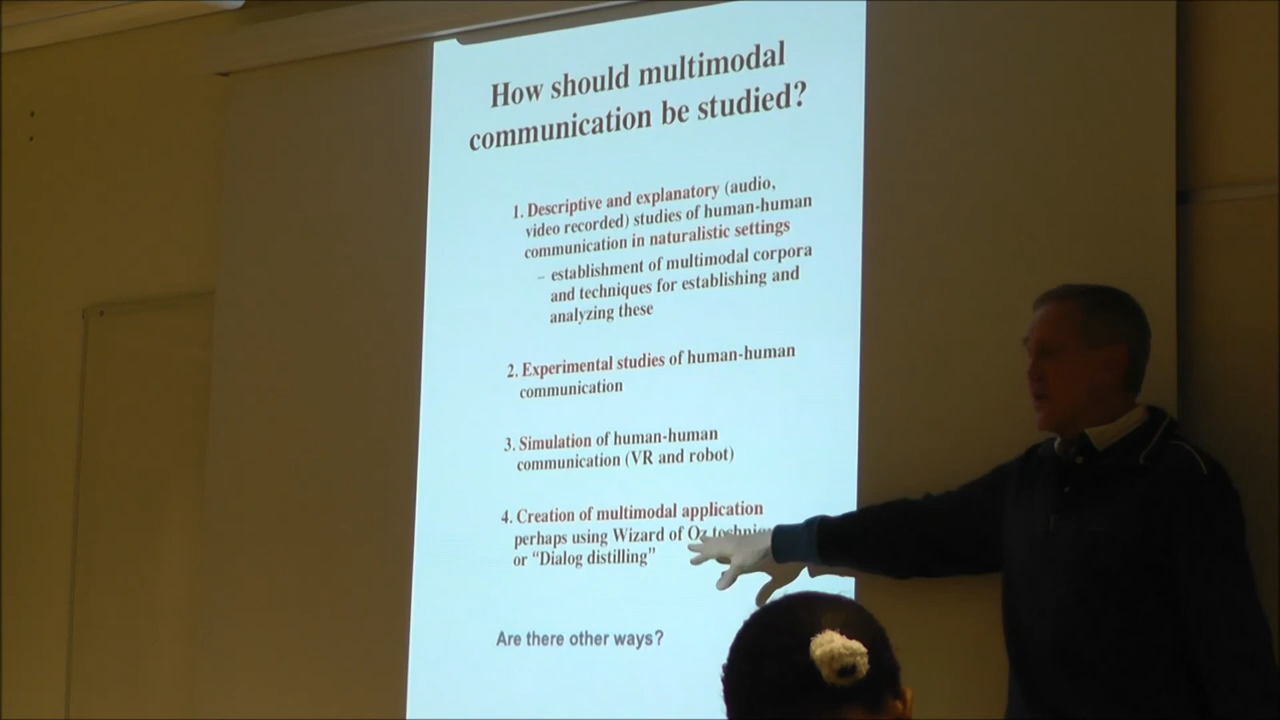 How should multimodal
communication be studied?
1. Descriptive and explanatory (audio,
video recorded) studies of human-human
communication in naturalistic settings
– establishment of multimodal corpora
and techniques for establishing and
analyzing these
2. Experimental studies of human-human
communication
3. Simulation of human-human
communication (VR and robot)
4. Creation of multimodal application
perhaps using Wizard of Oz
or “Dialog distilling”
Are there other ways?